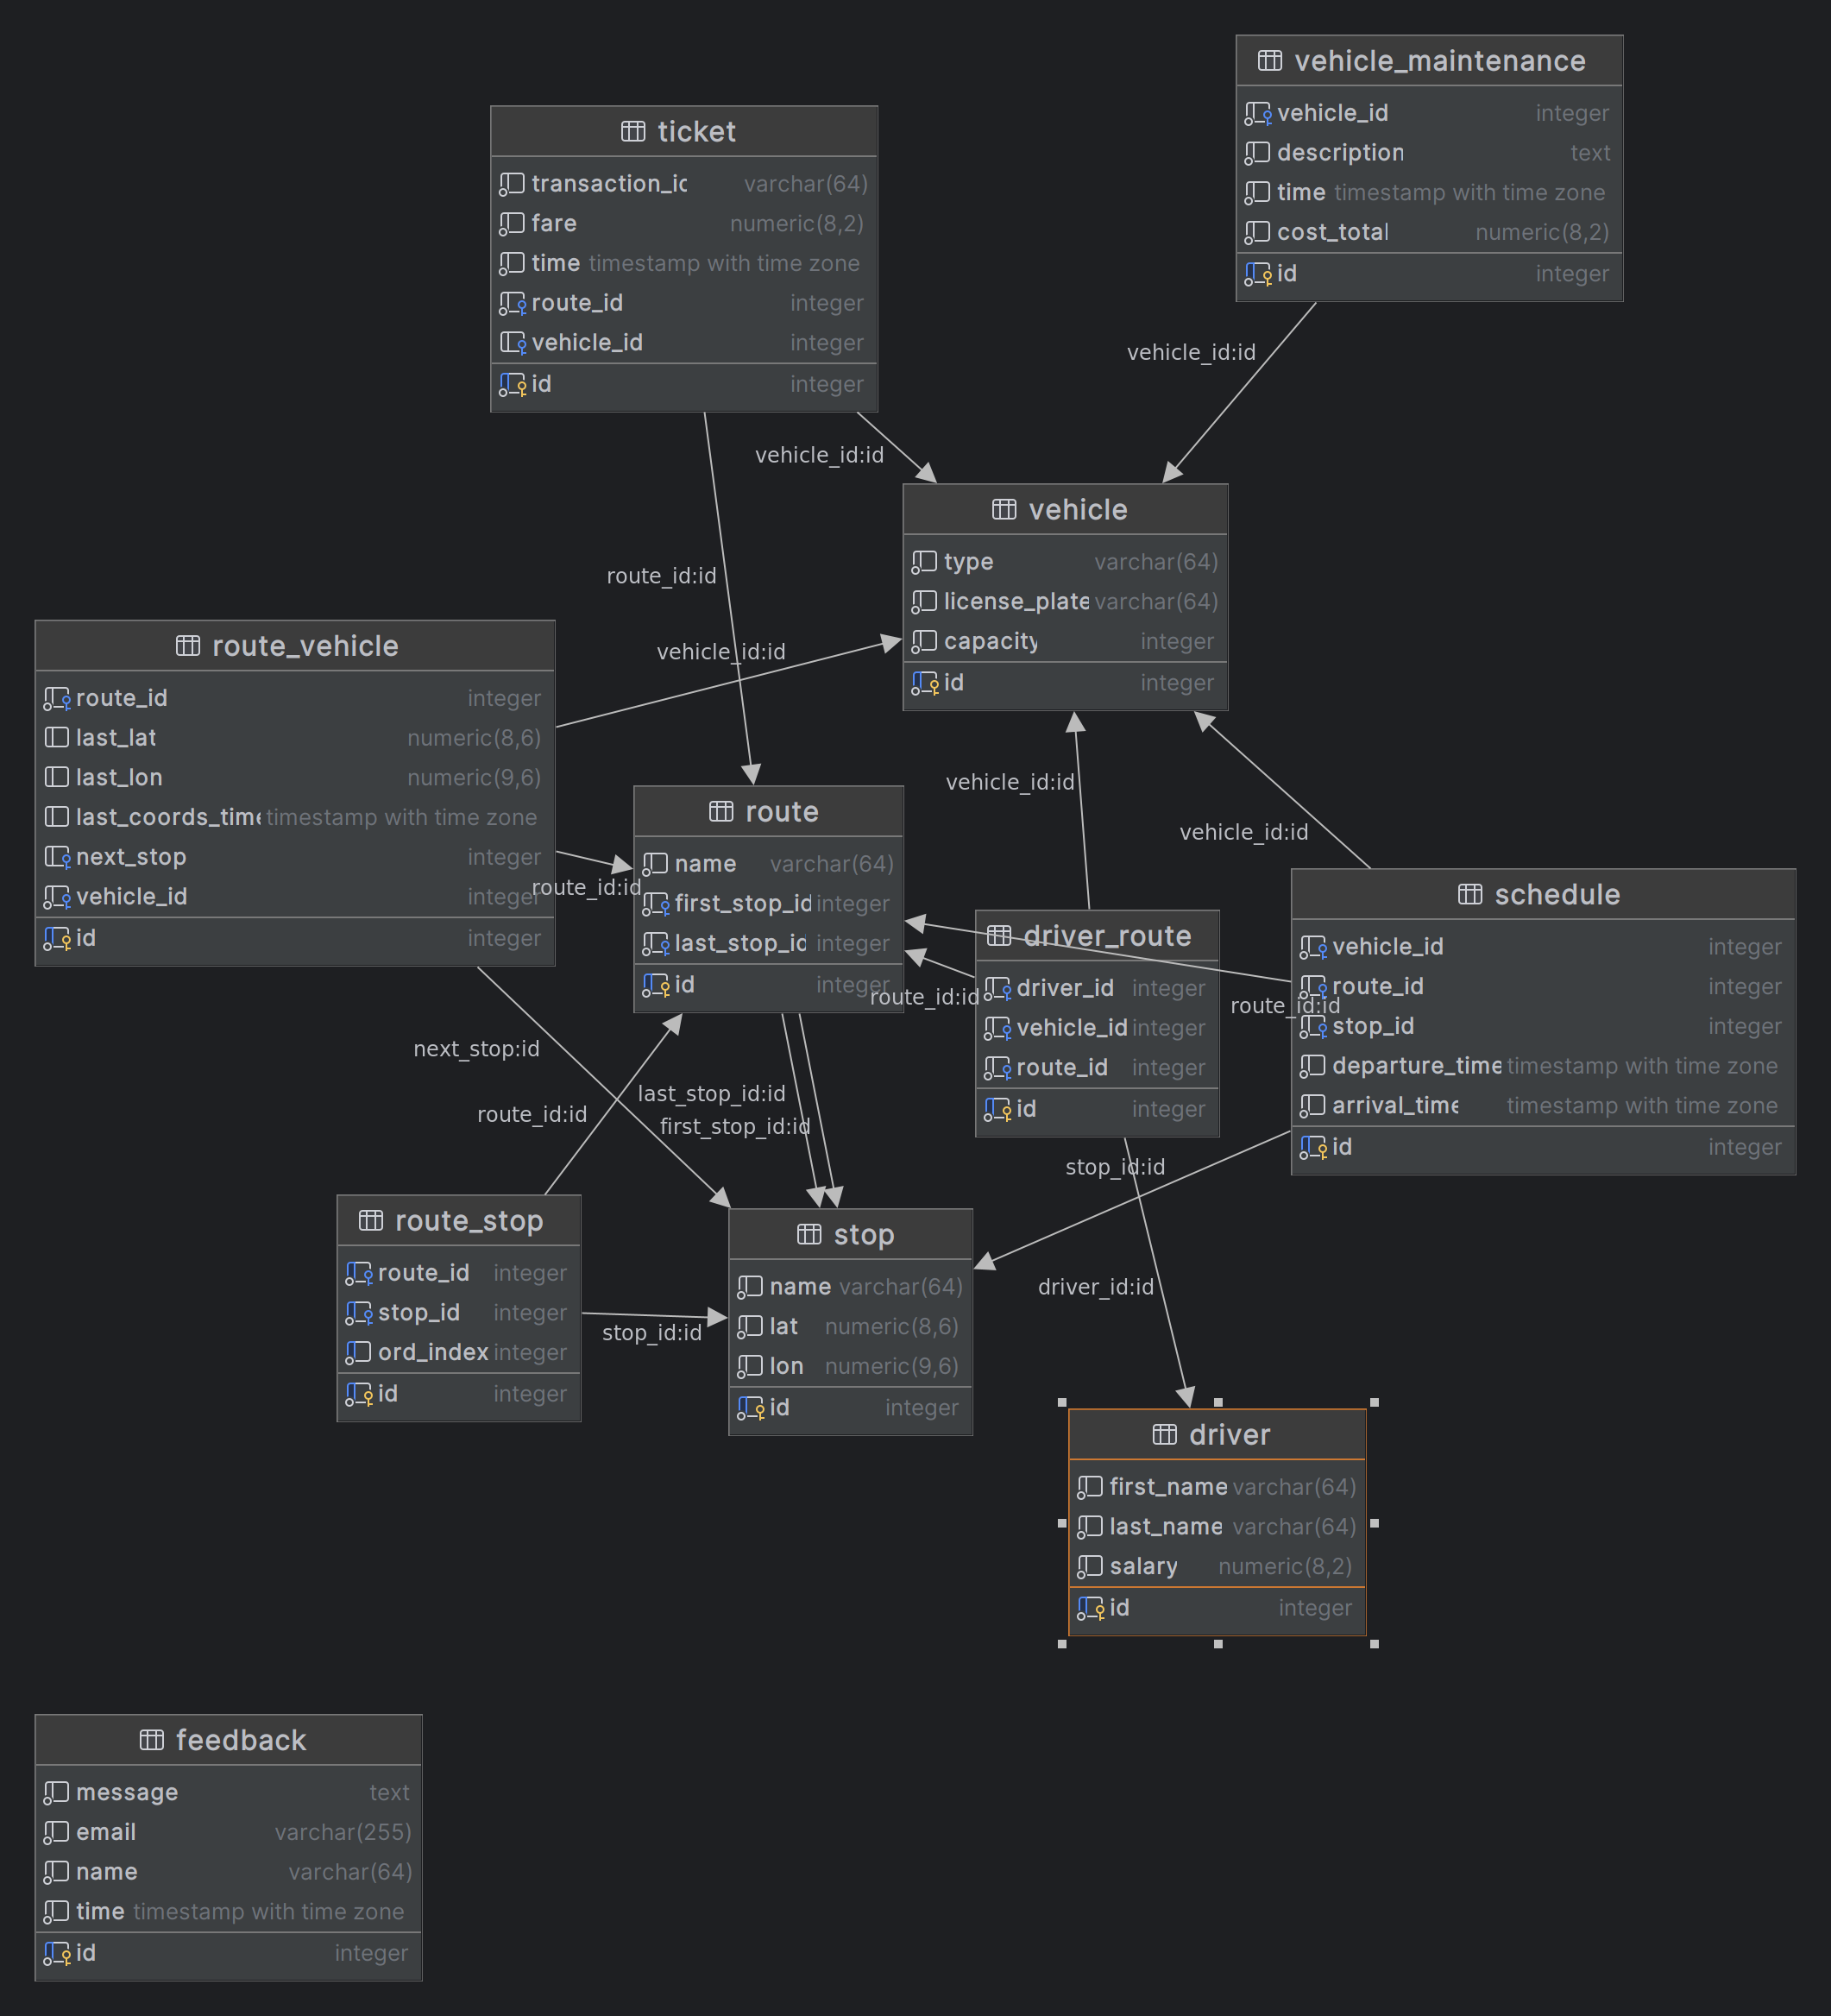 vehicle_maintenance
vehicle_id integer
description text
time timestamp with time zone
cost_total numeric(8,2)
id integer
ticket
transaction_id varchar(64)
fare numeric(8,2)
time timestamp with time zone
route_id integer
vehicle_id integer
id integer
vehicle_id:id
vehicle_id:id
route_id:id
vehicle
type varchar(64)
license_plate varchar(64)
capacity integer
id integer
route_vehicle
route_id integer
last_lat numeric(8,6)
last_lon numeric(9,6)
last_coords_time timestamp with time zone
next_stop integer
vehicle_id integer
id integer
vehicle_id:id
route_id:id
route
name varchar(64)
first_stop_id integer
last_stop_id integer
id integer
vehicle_id:id
vehicle_id:id
driver_route
driver_id integer
vehicle_id integer
route_id integer
id integer
route_id:id
route_id:id
schedule
vehicle_id integer
route_id integer
stop_id integer
departure_time timestamp with time zone
arrival_time timestamp with time zone
id integer
next_stop:id
last_stop_id:id
first_stop_id:id
route_id:id
stop_id:id
route_stop
route_id integer
stop_id integer
ord_index integer
id integer
stop_id:id
stop
name varchar(64)
lat numeric(8,6)
lon numeric(9,6)
id integer
driver_id:id
driver
first_name varchar(64)
last_name varchar(64)
salary numeric(8,2)
id integer
feedback
message text
email varchar(255)
name varchar(64)
time timestamp with time zone
id integer